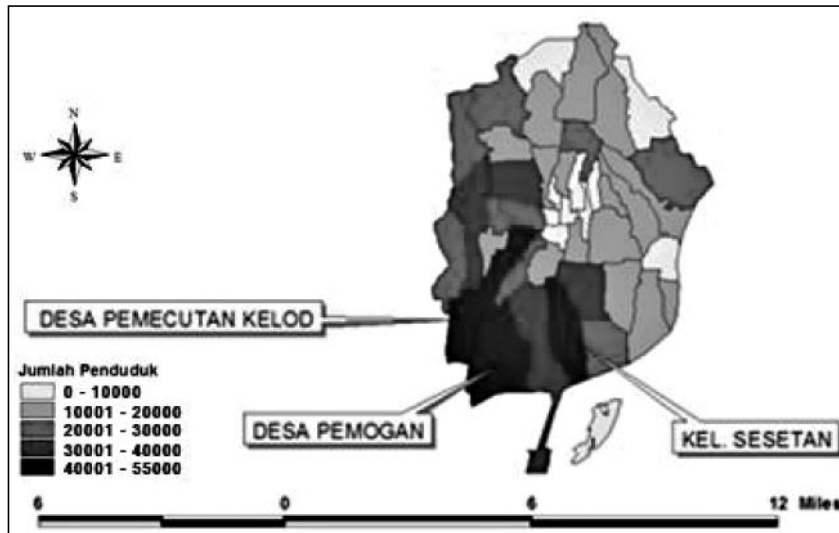 N
W E
S
DESA PEMECUTAN KELOD
Jumlah Penduduk
0 - 10000
10001 - 20000
20001 - 30000
30001 - 40000
40001 - 55000
DESA PEMOGAN
KEL. SESETAN
6 0 6 12 Miles